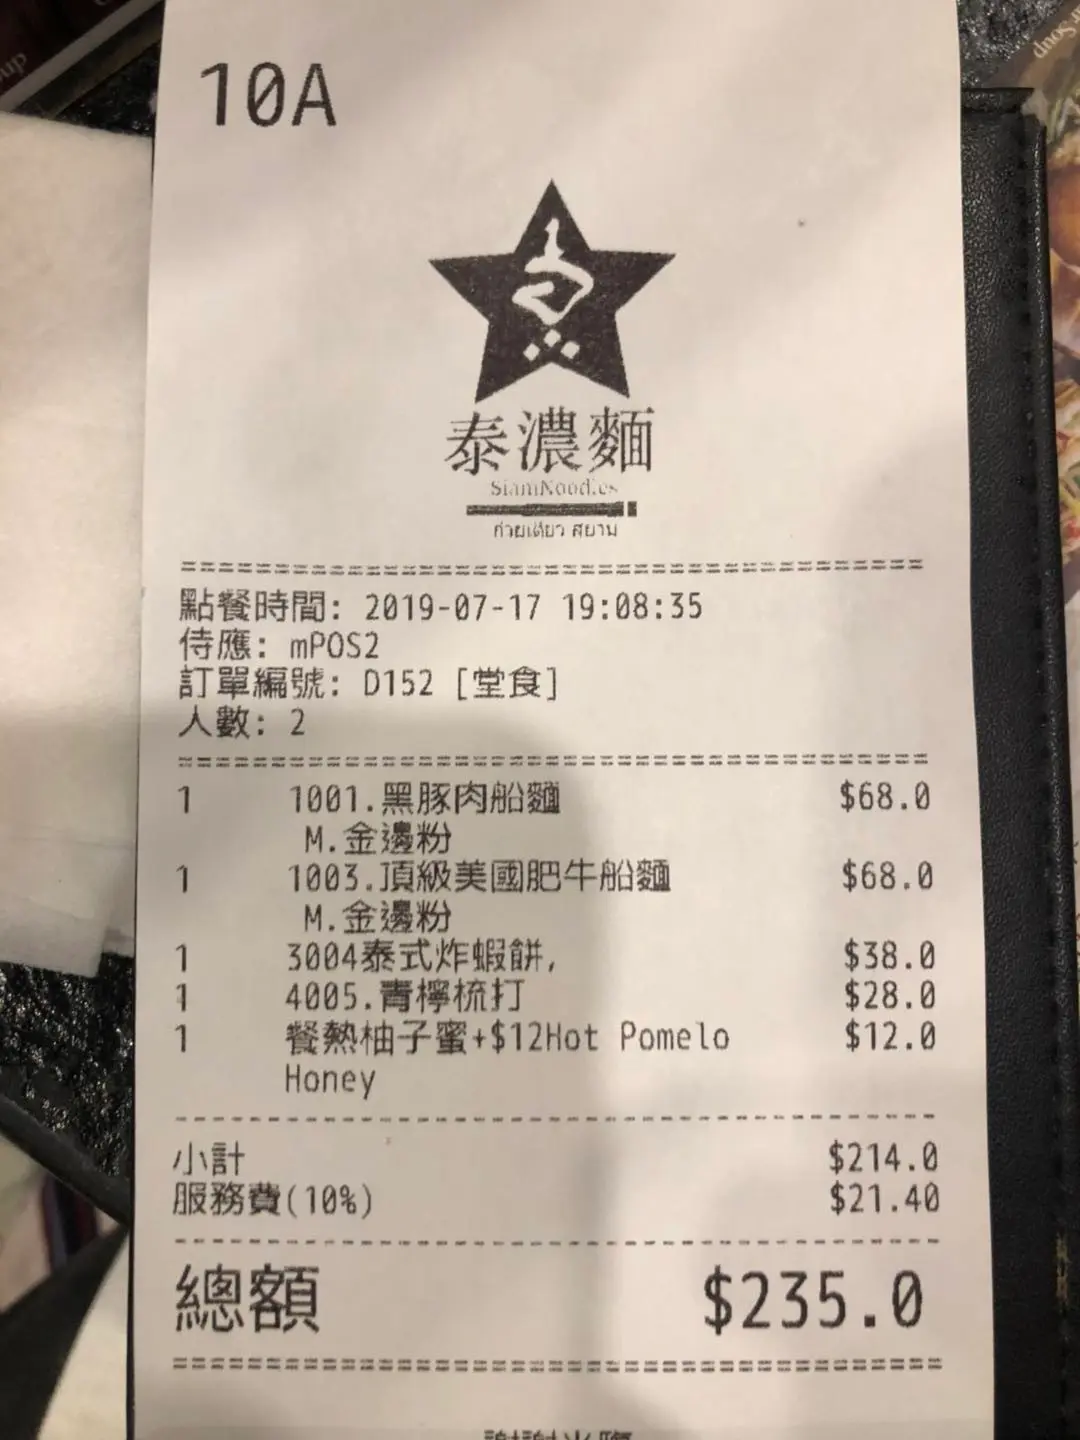 10A
泰濃麵
SiamNoodles
ก๋วยเตี๋ยว สยาม
點餐時間: 2019-07-17 19:08:35
侍應: mPOS2
訂單編號: D152 [堂食]
人數: 2
1 1001.黑豚肉船麵 $68.0
M.金邊粉
1 1003.頂級美國肥牛船麵 $68.0
M.金邊粉
1 3004泰式炸蝦餅, $38.0
1 4005.青檸梳打 $28.0
1 餐熱柚子蜜+$12Hot Pomelo $12.0
Honey
小計 $214.0
服務費(10%) $21.40
總額 $235.0